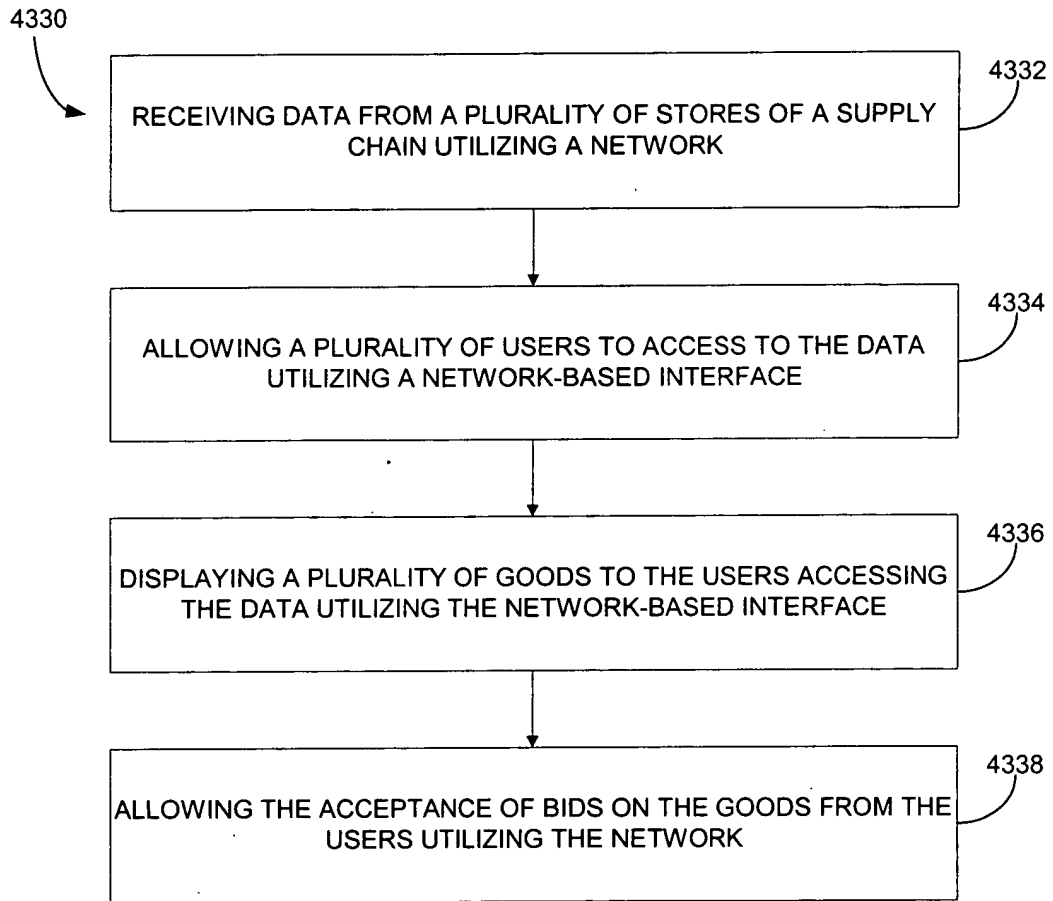 4330
4332
RECEIVING DATA FROM A PLURALITY OF STORES OF A SUPPLY
CHAIN UTILIZING A NETWORK
4334
ALLOWING A PLURALITY OF USERS TO ACCESS TO THE DATA
UTILIZING A NETWORK-BASED INTERFACE
4336
DISPLAYING A PLURALITY OF GOODS TO THE USERS ACCESSING
THE DATA UTILIZING THE NETWORK-BASED INTERFACE
4338
ALLOWING THE ACCEPTANCE OF BIDS ON THE GOODS FROM THE
USERS UTILIZING THE NETWORK